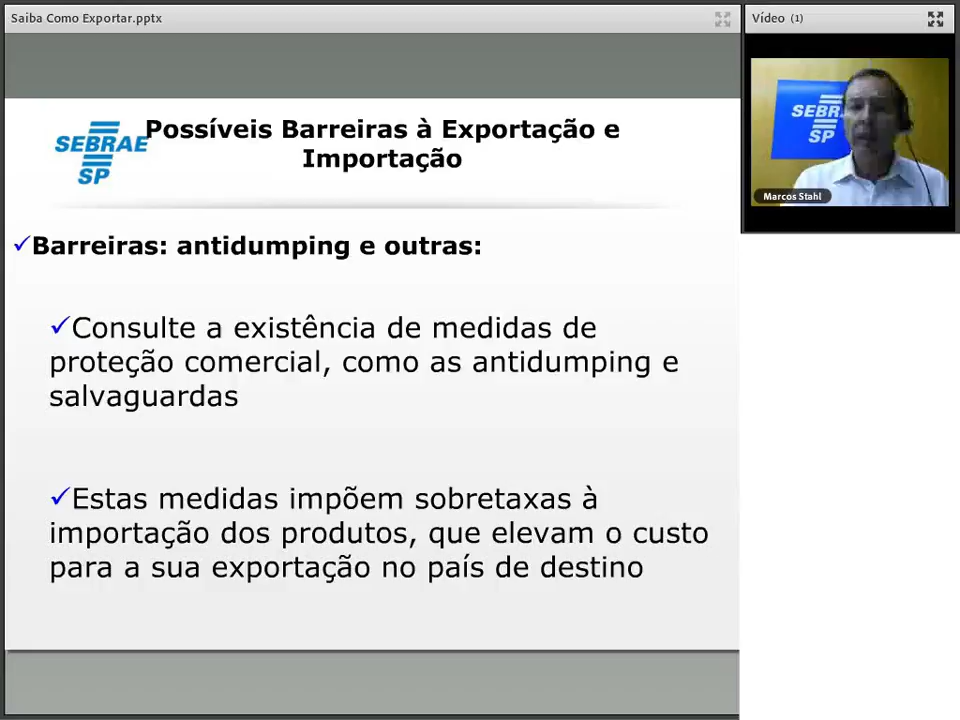 Saiba Como Exportar.pptx
Vídeo (1)
SEBRAE
SP
Possíveis Barreiras à Exportação e
Importação
SEBRAE
SP
Marcos Stahl
✓Barreiras: antidumping e outras:
✓Consulte a existência de medidas de
proteção comercial, como as antidumping e
salvaguardas
✓Estas medidas impõem sobretaxas à
importação dos produtos, que elevam o custo
para a sua exportação no país de destino